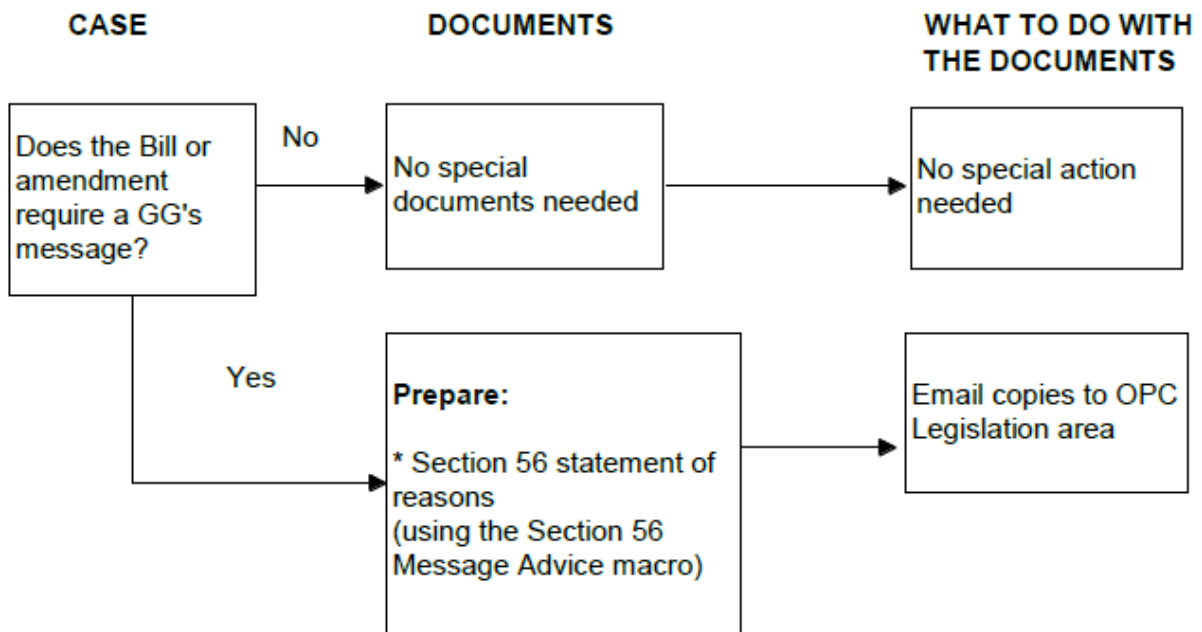 CASE
DOCUMENTS
WHAT TO DO WITH
THE DOCUMENTS
Does the Bill or
amendment
require a GG's
message?
No
No special
documents needed
No special action
needed
Yes
Prepare:
* Section 56 statement of
reasons
(using the Section 56
Message Advice macro)
Email copies to OPC
Legislation area